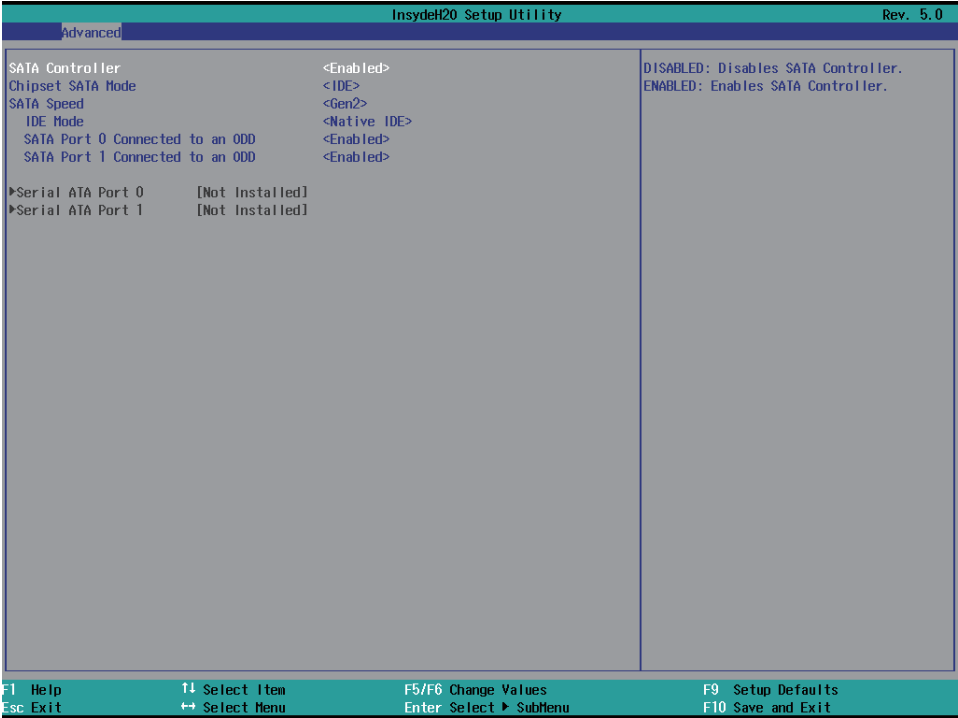 InsydeH2O Setup Utility Rev. 5.0
Advanced
SATA Controller <Enabled>
Chipset SATA Mode <IDE>
SATA Speed <Gen2>
IDE Mode <Native IDE>
SATA Port 0 Connected to an ODD <Enabled>
SATA Port 1 Connected to an ODD <Enabled>
▶Serial ATA Port 0 [Not Installed]
▶Serial ATA Port 1 [Not Installed]
DISABLED: Disables SATA Controller.
ENABLED: Enables SATA Controller.
F1 Help ↑↓ Select Item F5/F6 Change Values F9 Setup Defaults
Esc Exit ↔ Select Menu Enter Select ▶ SubMenu F10 Save and Exit